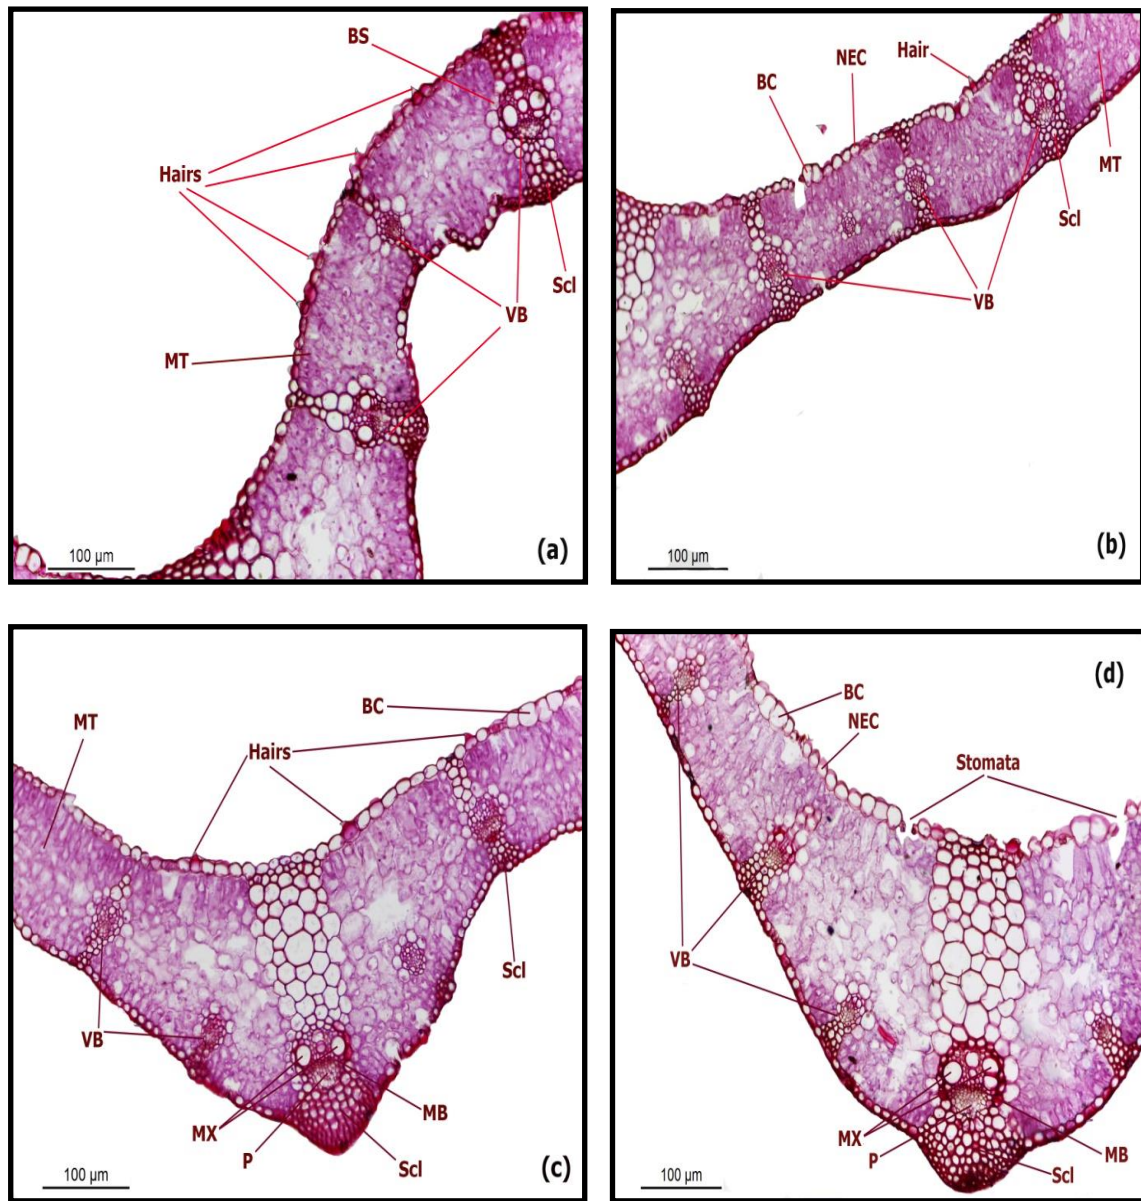 BS
Hairs
Scl
VB
MT
100 µm
(a)
Hair
NEC
BC
MT
Scl
VB
100 µm
(b)
BC
MT
Hairs
Scl
VB
MX
MB
P
Scl
100 µm
(c)
(d)
BC
NEC
Stomata
VB
MX
MB
P
Scl
100 µm